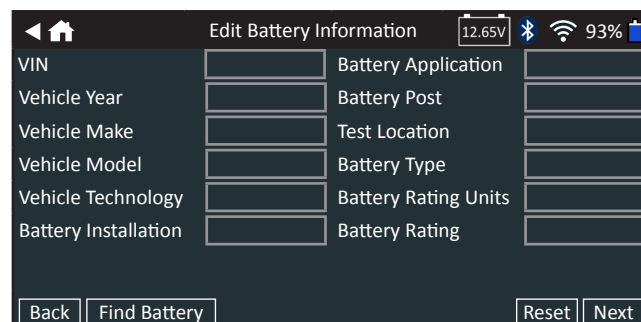 Edit Battery Information 12.65V 93%
VIN Battery Application
Vehicle Year Battery Post
Vehicle Make Test Location
Vehicle Model Battery Type
Vehicle Technology Battery Rating Units
Battery Installation Battery Rating
Back Find Battery Reset Next